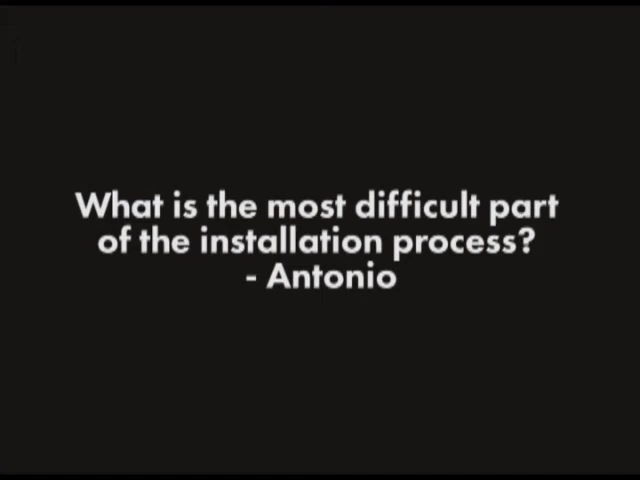 What is the most difficult part
of the installation process?
- Antonio